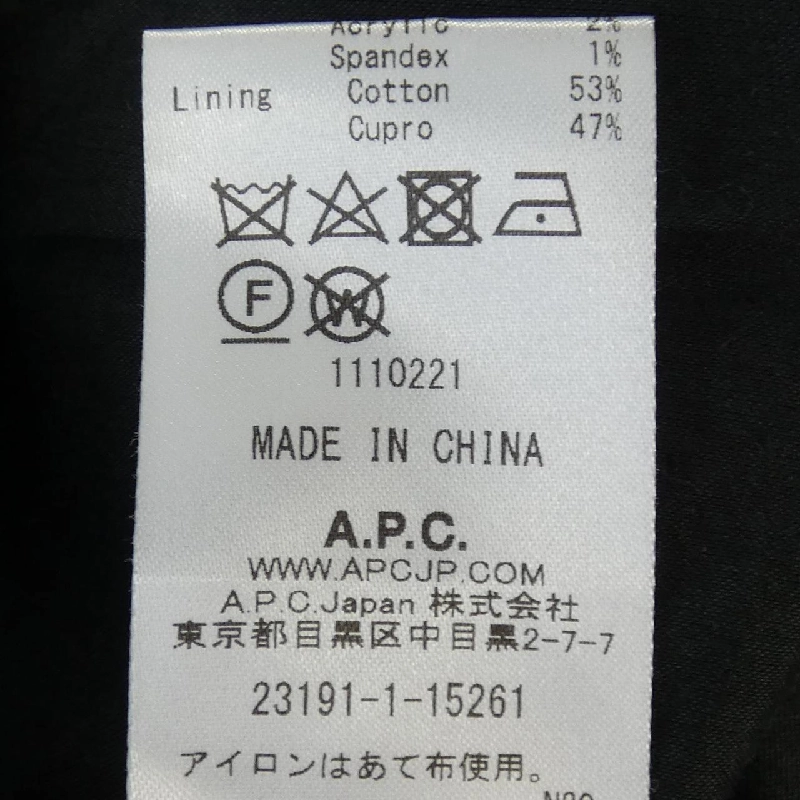 Acrylic 2%
Spandex 1%
Lining Cotton 53%
Cupro 47%
F W
1110221
MADE IN CHINA
A.P.C.
WWW.APCJP.COM
A.P.C.Japan 株式会社
東京都目黒区中目黒2-7-7
23191-1-15261
アイロンはあて布使用。